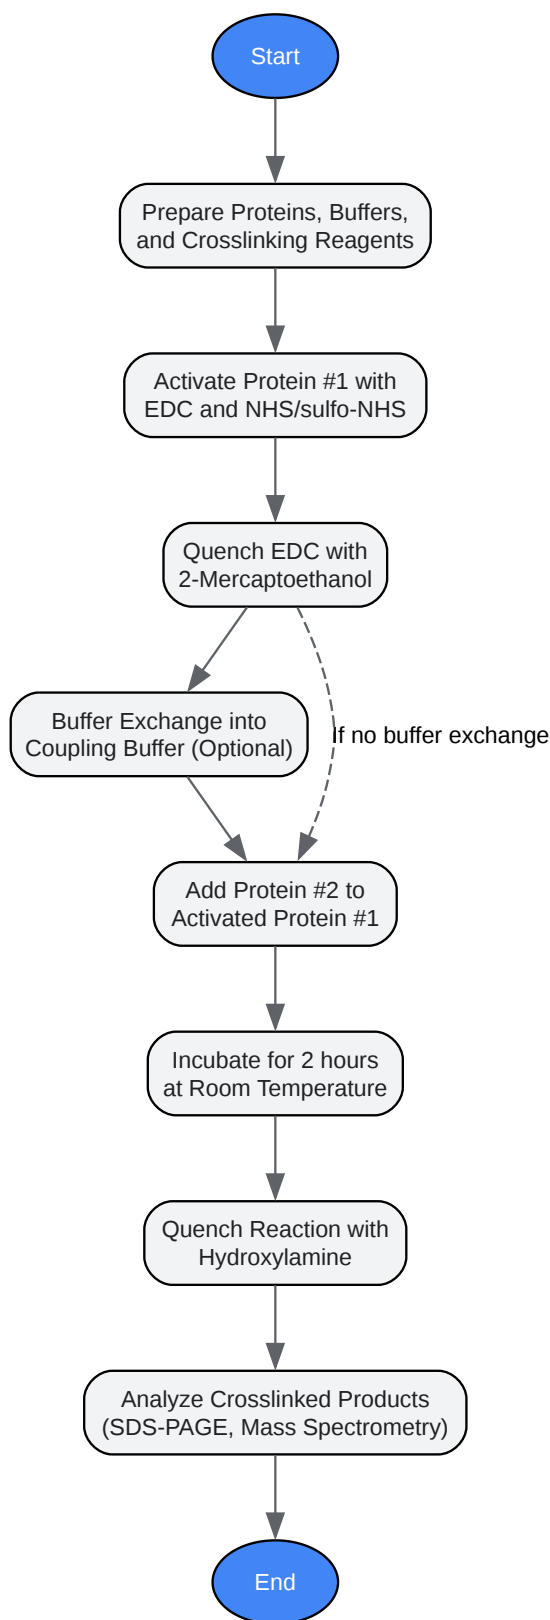 Start
Prepare Proteins, Buffers,
and Crosslinking Reagents
Activate Protein #1 with
EDC and NHS/sulfo-NHS
Quench EDC with
2-Mercaptoethanol
Buffer Exchange into
Coupling Buffer (Optional)
If no buffer exchange
Add Protein #2 to
Activated Protein #1
Incubate for 2 hours
at Room Temperature
Quench Reaction with
Hydroxylamine
Analyze Crosslinked Products
(SDS-PAGE, Mass Spectrometry)
End